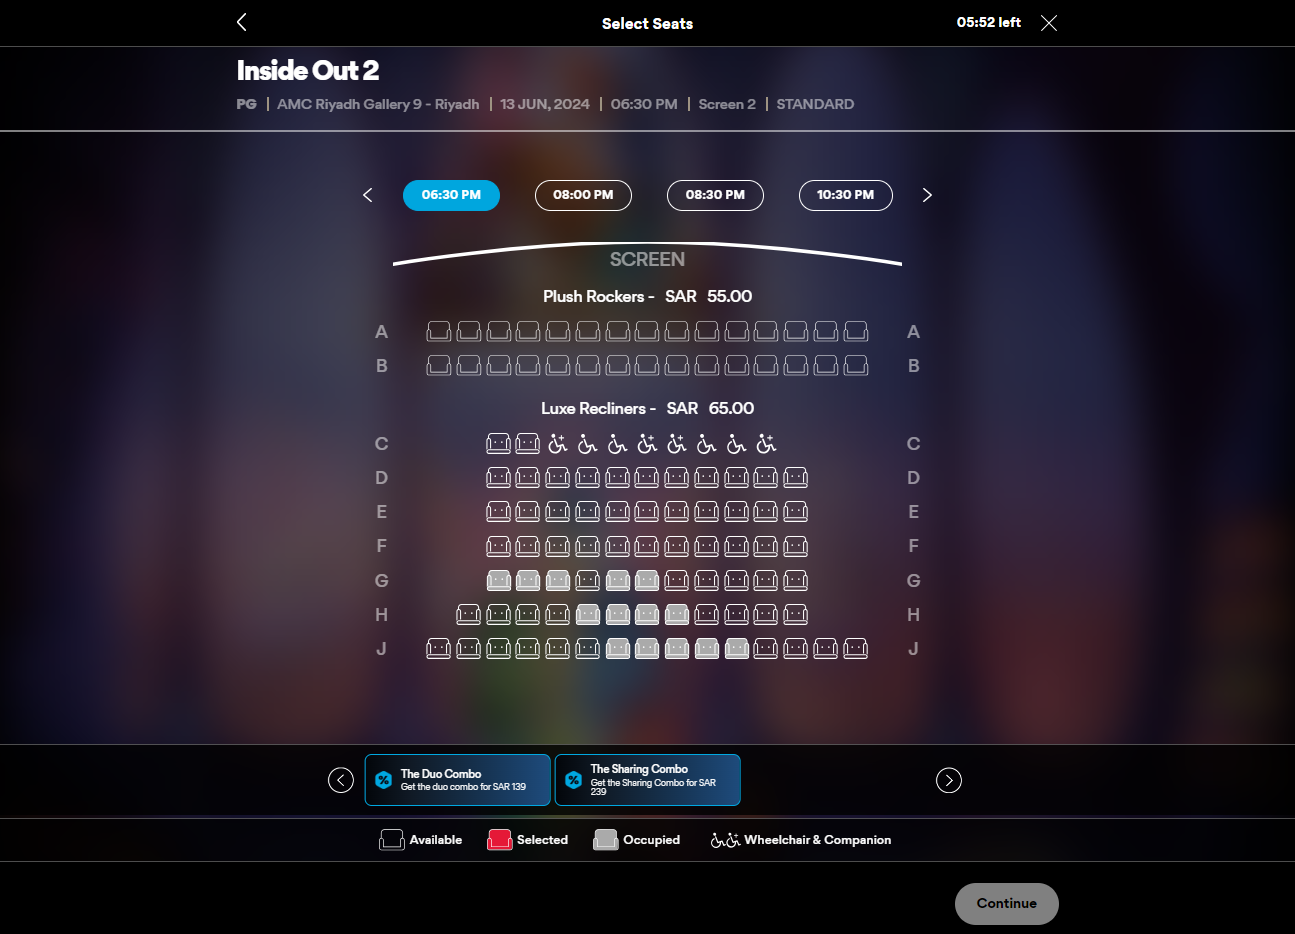 Select Seats
05:52 left
Inside Out 2
PG | AMC Riyadh Gallery 9 - Riyadh | 13 JUN, 2024 | 06:30 PM | Screen 2 | STANDARD
06:30 PM 08:00 PM 08:30 PM 10:30 PM
SCREEN
Plush Rockers - SAR 55.00
A A
B B
Luxe Recliners - SAR 65.00
C C
D D
E E
F F
G G
H H
J J
The Duo Combo
Get the duo combo for SAR 139
The Sharing Combo
Get the Sharing Combo for SAR
239
Available Selected Occupied Wheelchair & Companion
Continue